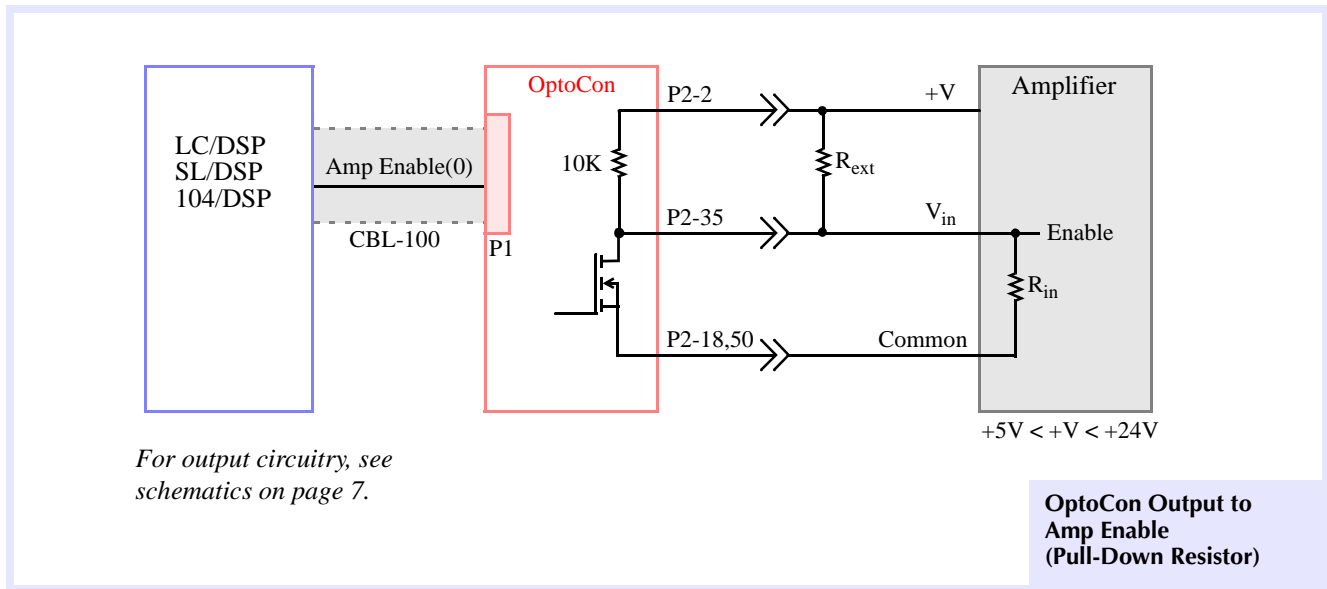 LC/DSP
SL/DSP
104/DSP
Amp Enable(0)
CBL-100
P1
OptoCon
10K
P2-2
P2-35
P2-18,50
+V
Rext
Vin
Common
Amplifier
Enable
Rin
+5V < +V < +24V
For output circuitry, see
schematics on page 7.
OptoCon Output to
Amp Enable
(Pull-Down Resistor)